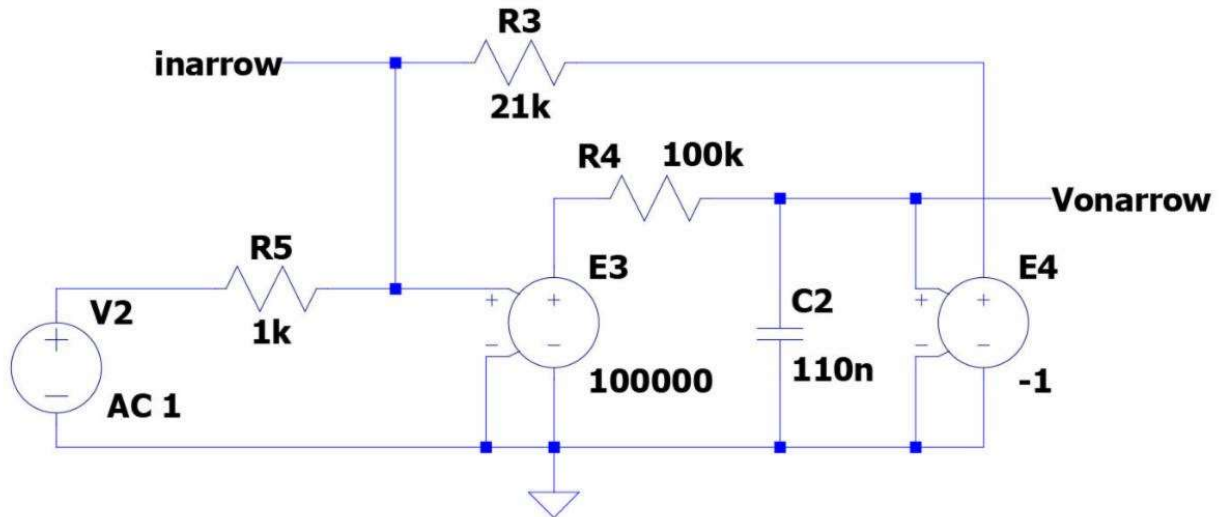 R3
inarrow
21k
R4 100k
Vonarrow
R5
E3
E4
V2
C2
1k
100000
110n
-1
AC 1